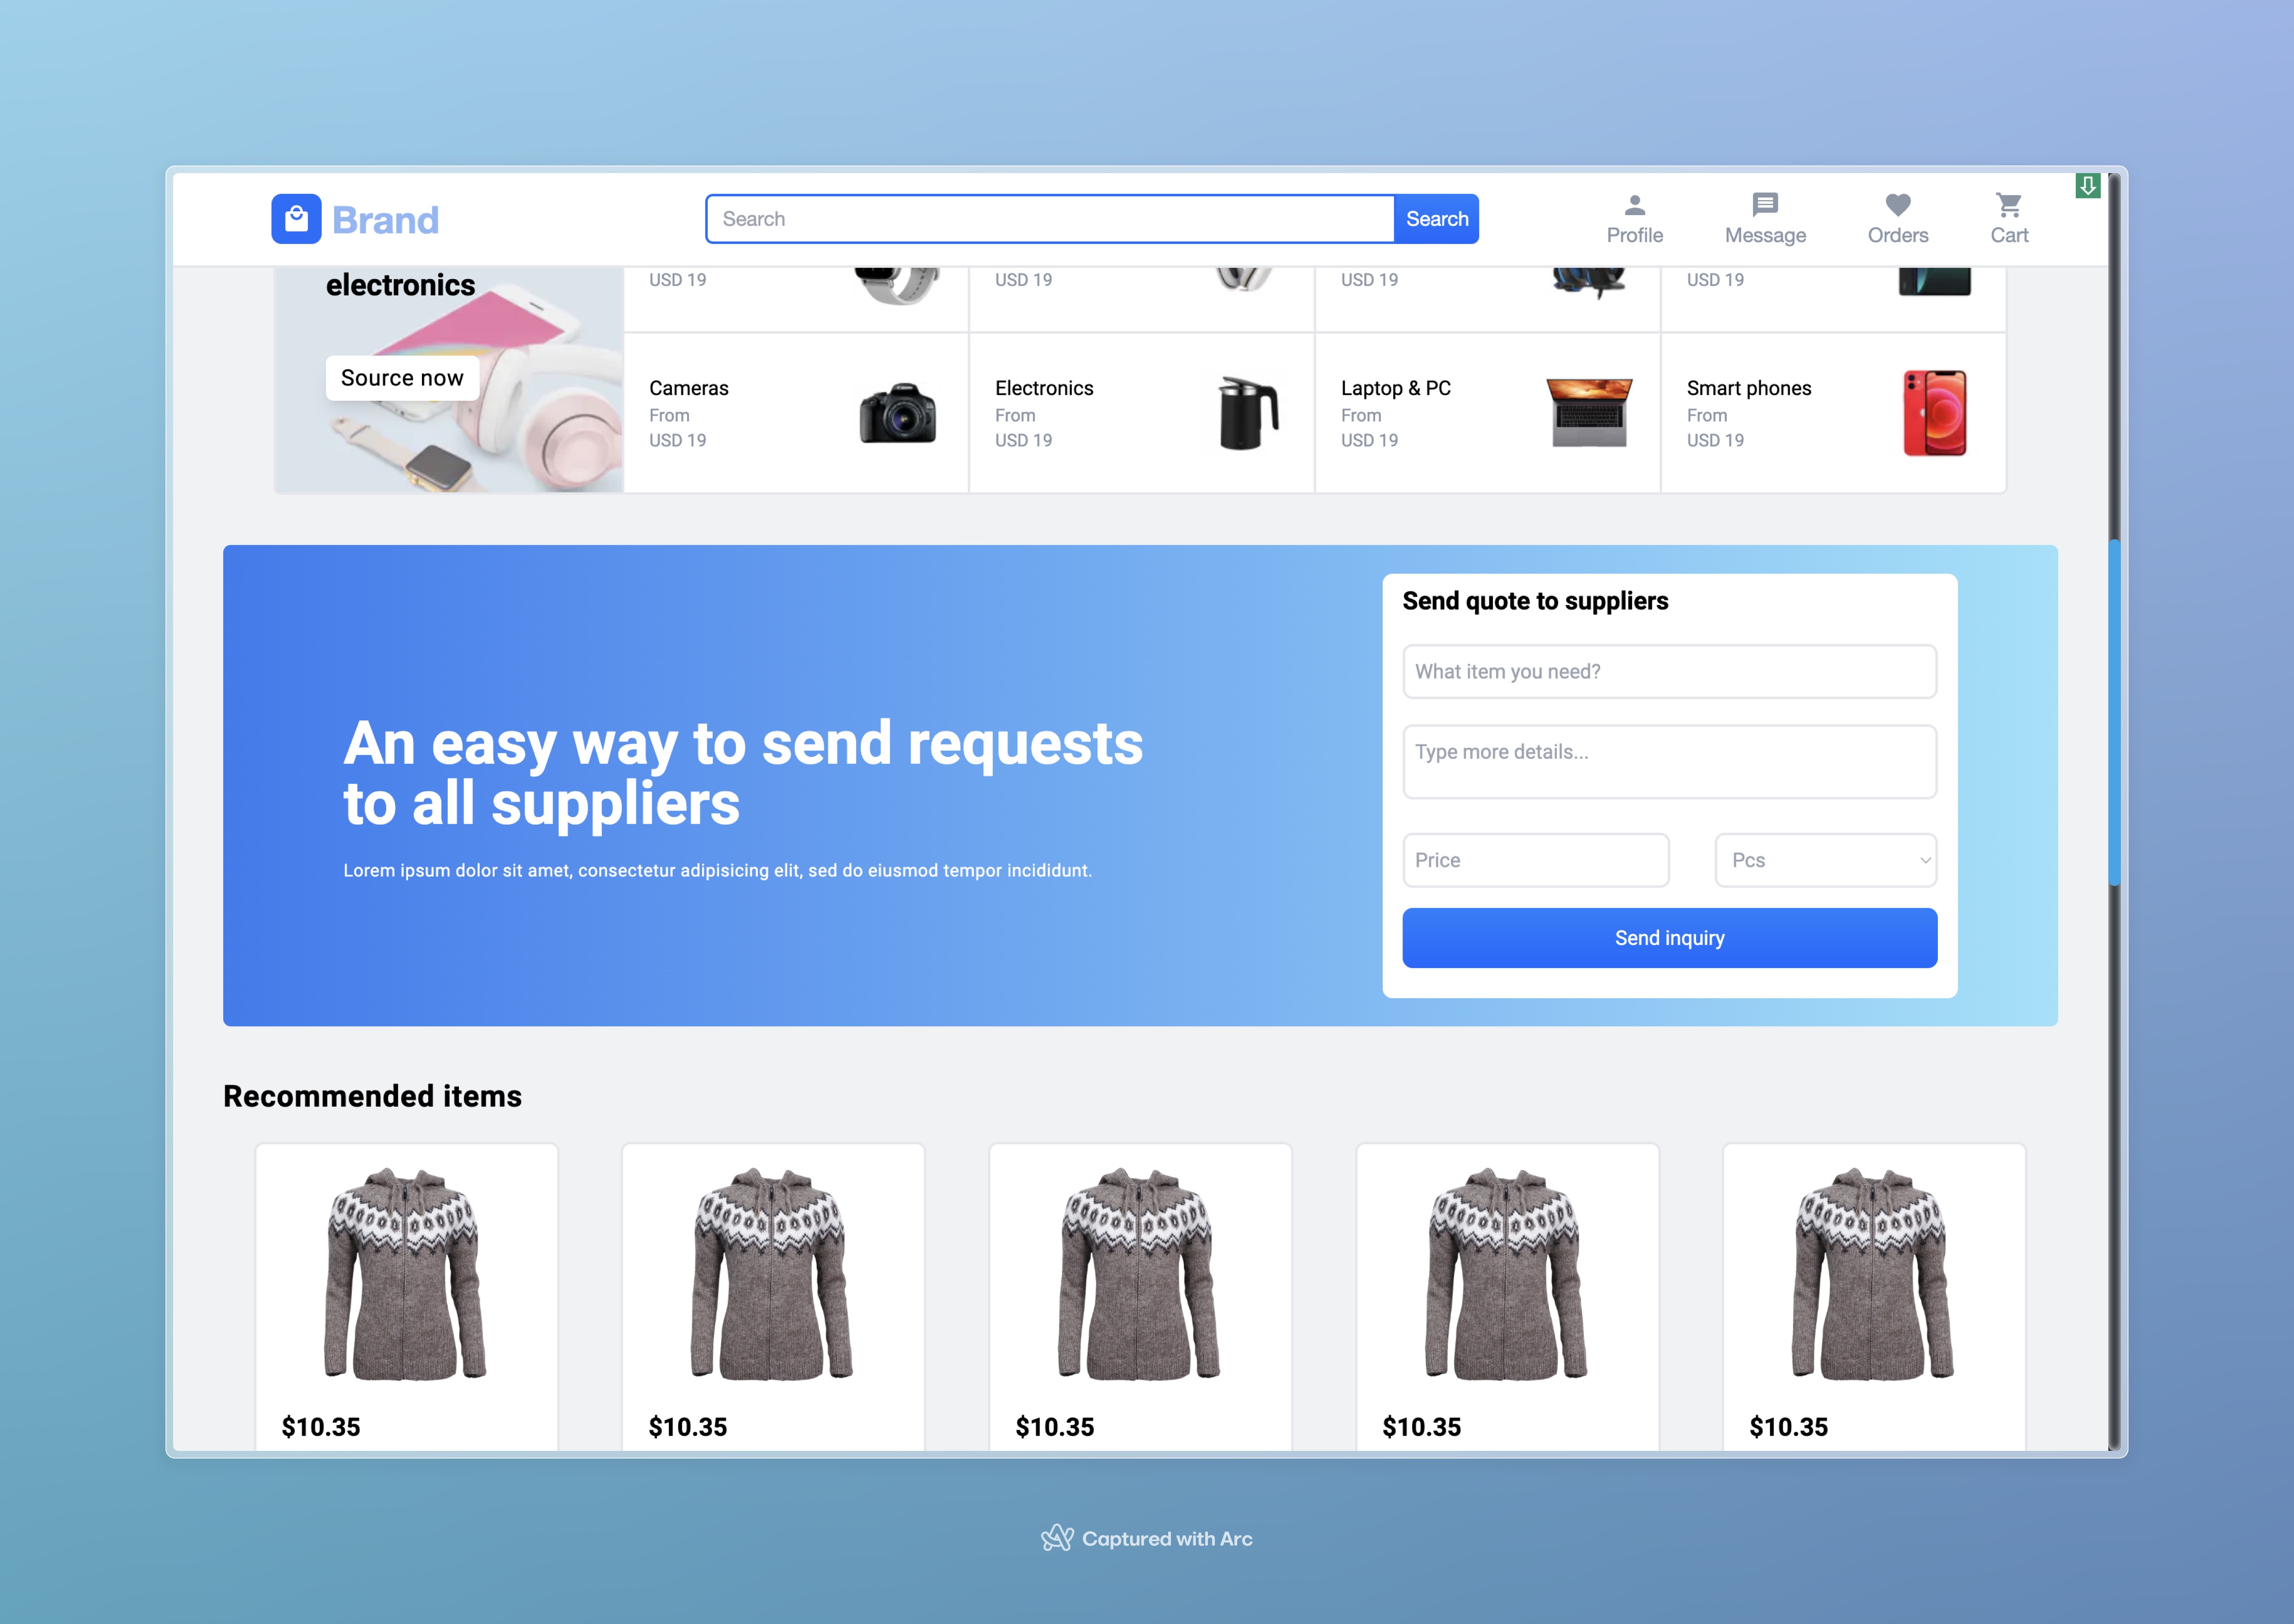 Brand
Search
Search
Profile
Message
Orders
Cart
electronics
Source now
USD 19
USD 19
USD 19
USD 19
Cameras
From
USD 19
Electronics
From
USD 19
Laptop & PC
From
USD 19
Smart phones
From
USD 19
An easy way to send requests
to all suppliers
Lorem ipsum dolor sit amet, consectetur adipisicing elit, sed do eiusmod tempor incididunt.
Send quote to suppliers
What item you need?
Type more details...
Price
Pcs
Send inquiry
Recommended items
$10.35
$10.35
$10.35
$10.35
$10.35
Captured with Arc